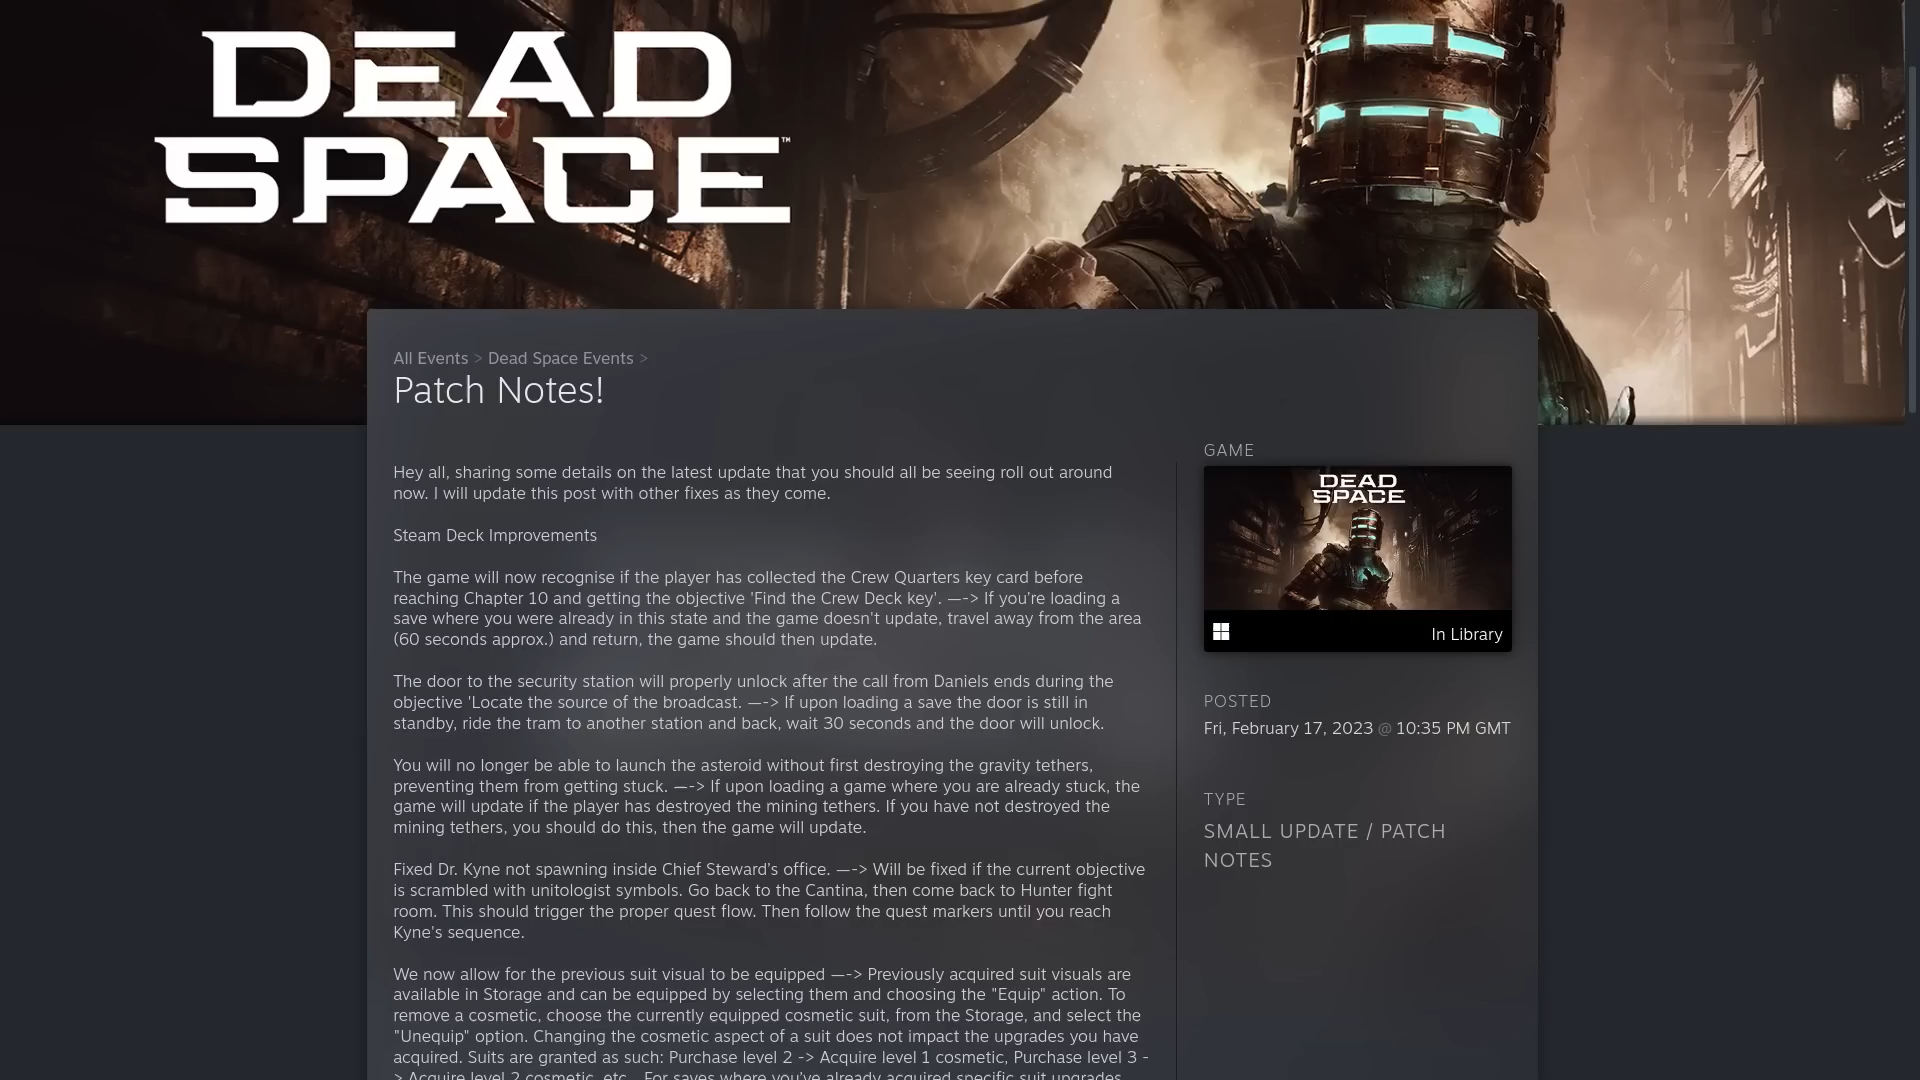 DEAD
SPACE™
All Events > Dead Space Events >
Patch Notes!
Hey all, sharing some details on the latest update that you should all be seeing roll out around
now. I will update this post with other fixes as they come.
Steam Deck Improvements
The game will now recognise if the player has collected the Crew Quarters key card before
reaching Chapter 10 and getting the objective 'Find the Crew Deck key'. —-> If you're loading a
save where you were already in this state and the game doesn't update, travel away from the area
(60 seconds approx.) and return, the game should then update.
The door to the security station will properly unlock after the call from Daniels ends during the
objective 'Locate the source of the broadcast. —-> If upon loading a save the door is still in
standby, ride the tram to another station and back, wait 30 seconds and the door will unlock.
You will no longer be able to launch the asteroid without first destroying the gravity tethers,
preventing them from getting stuck. —-> If upon loading a game where you are already stuck, the
game will update if the player has destroyed the mining tethers. If you have not destroyed the
mining tethers, you should do this, then the game will update.
Fixed Dr. Kyne not spawning inside Chief Steward’s office. —-> Will be fixed if the current objective
is scrambled with unitologist symbols. Go back to the Cantina, then come back to Hunter fight
room. This should trigger the proper quest flow. Then follow the quest markers until you reach
Kyne's sequence.
We now allow for the previous suit visual to be equipped —-> Previously acquired suit visuals are
available in Storage and can be equipped by selecting them and choosing the "Equip" action. To
remove a cosmetic, choose the currently equipped cosmetic suit, from the Storage, and select the
"Unequip" option. Changing the cosmetic aspect of a suit does not impact the upgrades you have
acquired. Suits are granted as such: Purchase level 2 -> Acquire level 1 cosmetic, Purchase level 3 -
> Acquire level 2 cosmetic, etc... For saves where you've already acquired specific suit upgrades,
GAME
DEAD
SPACE
In Library
POSTED
Fri, February 17, 2023 @ 10:35 PM GMT
TYPE
SMALL UPDATE / PATCH
NOTES